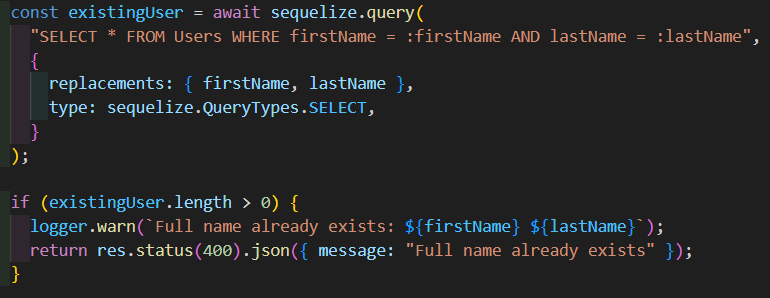 const existingUser = await sequelize.query(
"SELECT * FROM Users WHERE firstName = :firstName AND lastName = :lastName",
{
replacements: { firstName, lastName },
type: sequelize.QueryTypes.SELECT,
}
);
if (existingUser.length > 0) {
logger.warn(`Full name already exists: ${firstName} ${lastName}`);
return res.status(400).json({ message: "Full name already exists" });
}